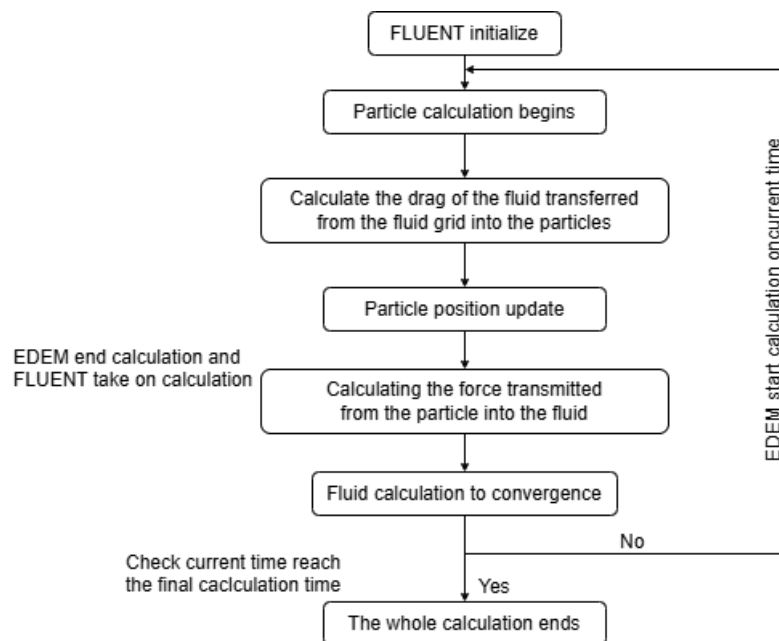 FLUENT initialize
Particle calculation begins
Calculate the drag of the fluid transferred
from the fluid grid into the particles
Particle position update
EDEM end calculation and
FLUENT take on calculation
Calculating the force transmitted
from the particle into the fluid
Fluid calculation to convergence
EDEM start calculation oncurrent time
No
Check current time reach
the final caclculation time
Yes
The whole calculation ends